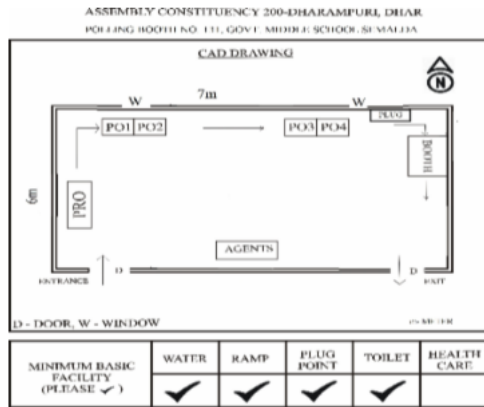 ASSEMBLY CONSTITUENCY 200-DHARAMPURI, DHAR
POLLING BOOTH NO. 131, GOVT. MIDDLE SCHOOL SEMALDA
CAD DRAWING
N
W 7m W
PLUG
PO1 PO2 PO3 PO4
BOOTH
6m
PRO
AGENTS
D D
ENTRANCE EXIT
D - DOOR, W - WINDOW
MINIMUM BASIC FACILITY (PLEASE ✓) WATER RAMP PLUG POINT TOILET HEALTH CARE
✓ ✓ ✓ ✓